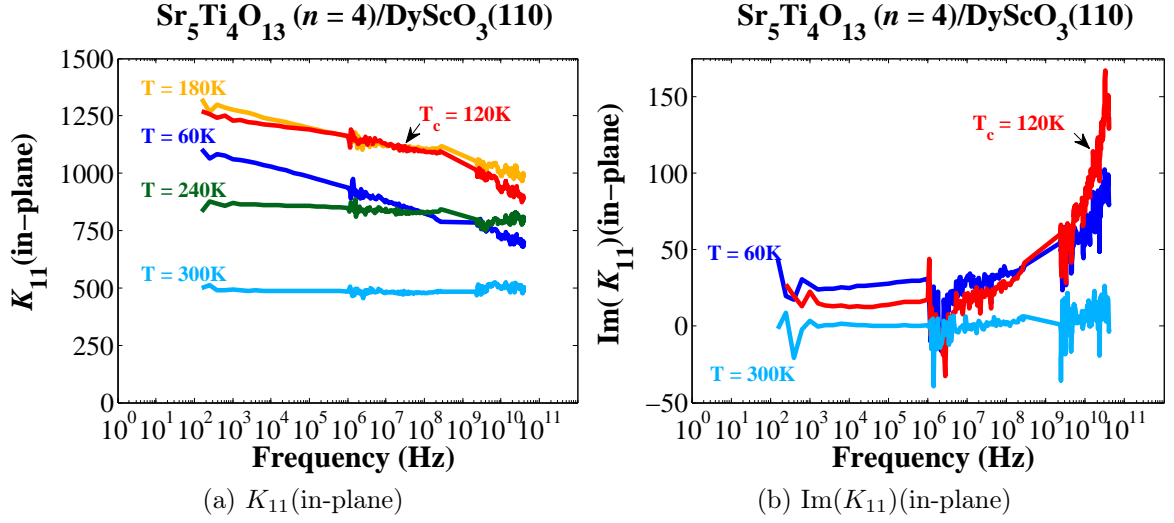 Sr5Ti4O13 (n = 4)/DyScO3(110)
K11(in−plane)
1500
1250
1000
750
500
250
0
T = 180K
Tc = 120K
T = 60K
T = 240K
T = 300K
10^0 10^1 10^2 10^3 10^4 10^5 10^6 10^7 10^8 10^9 10^10 10^11
Frequency (Hz)
(a) K11(in-plane)
Sr5Ti4O13 (n = 4)/DyScO3(110)
Im( K11)(in−plane)
150
100
50
0
−50
Tc = 120K
T = 60K
T = 300K
10^0 10^1 10^2 10^3 10^4 10^5 10^6 10^7 10^8 10^9 10^10 10^11
Frequency (Hz)
(b) Im(K11)(in-plane)